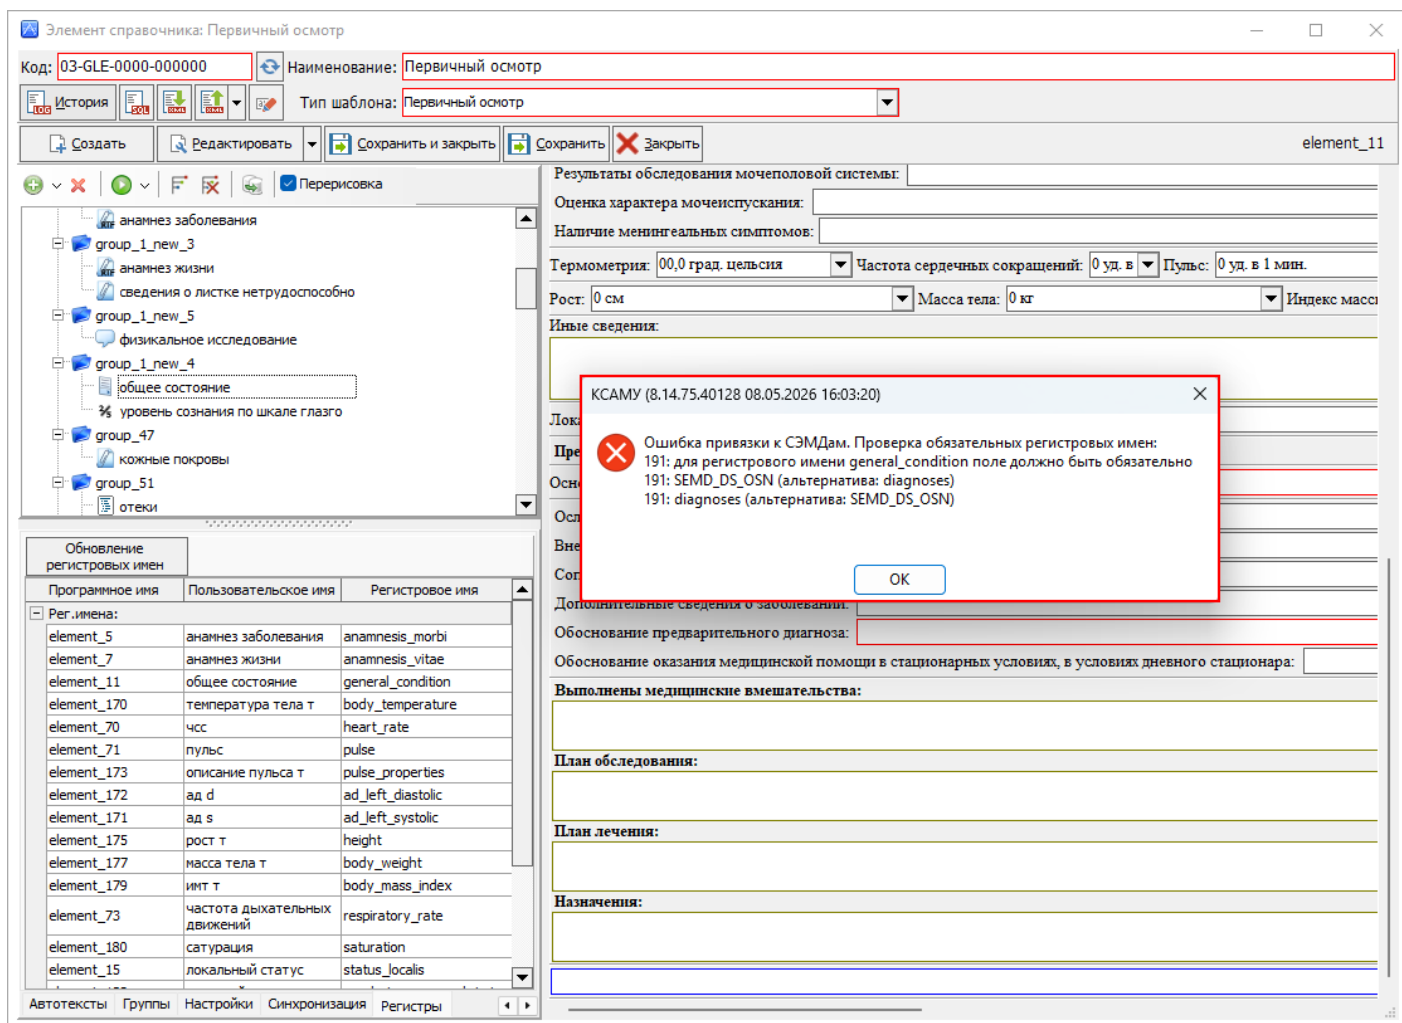 Элемент справочника: Первичный осмотр
Код: 03-GLE-0000-000000 Наименование: Первичный осмотр
История Тип шаблона: Первичный осмотр
Создать Редактировать Сохранить и закрыть Сохранить Закрыть element_11
Перерисовка
анамнез заболевания
group_1_new_3
анамнез жизни
сведения о листке нетрудоспособно
group_1_new_5
физикальное исследование
group_1_new_4
общее состояние
уровень сознания по шкале глазго
group_47
кожные покровы
group_51
отеки
Обновление
регистровых имен
Программное имя Пользовательское имя Регистровое имя
Рег.имена:
element_5 анамнез заболевания anamnesis_morbi
element_7 анамнез жизни anamnesis_vitae
element_11 общее состояние general_condition
element_170 температура тела т body_temperature
element_70 чсс heart_rate
element_71 пульс pulse
element_173 описание пульса т pulse_properties
element_172 ад d ad_left_diastolic
element_171 ад s ad_left_systolic
element_175 рост т height
element_177 масса тела т body_weight
element_179 имт т body_mass_index
element_73 частота дыхательных движений respiratory_rate
element_180 сатурация saturation
element_15 локальный статус status_localis
Автотексты Группы Настройки Синхронизация Регистры
Результаты обследования мочеполовой системы:
Оценка характера мочеиспускания:
Наличие менингеальных симптомов:
Термометрия: 00,0 град. цельсия Частота сердечных сокращений: 0 уд. в Пульс: 0 уд. в 1 мин.
Рост: 0 см Масса тела: 0 кг Индекс масс
Иные сведения:
КСАМУ (8.14.75.40128 08.05.2026 16:03:20)
Ошибка привязки к СЭМДам. Проверка обязательных регистровых имен:
191: для регистрового имени general_condition поле должно быть обязательно
191: SEMD_DS_OSN (альтернатива: diagnoses)
191: diagnoses (альтернатива: SEMD_DS_OSN)
OK
Лока
Пре
Осн
Осл
Вне
Соп
Дополнительные сведения о заболевании:
Обоснование предварительного диагноза:
Обоснование оказания медицинской помощи в стационарных условиях, в условиях дневного стационара:
Выполнены медицинские вмешательства:
План обследования:
План лечения:
Назначения: